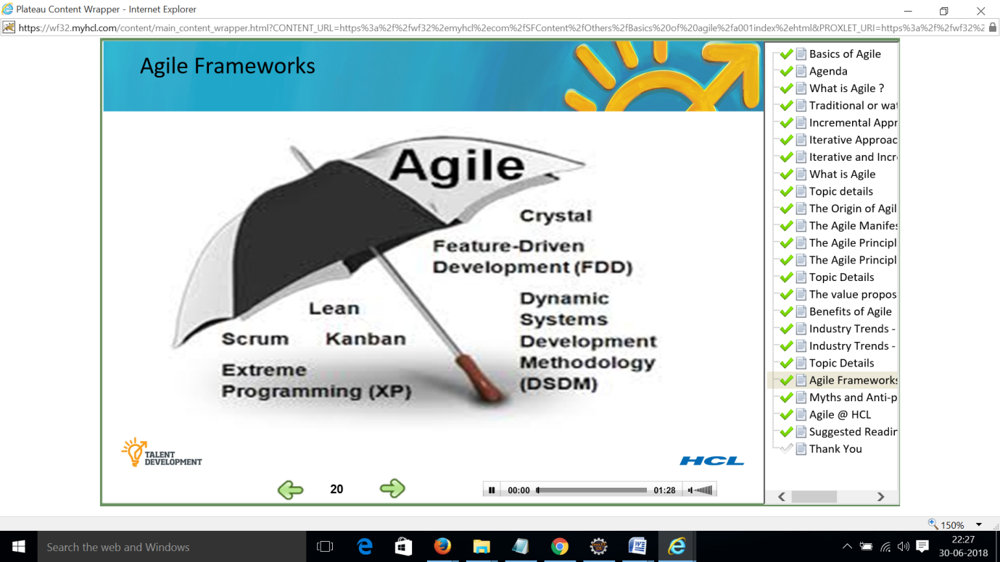 Plateau Content Wrapper - Internet Explorer
https://wf32.myhcl.com/content/main_content_wrapper.html?CONTENT_URL=https%3a%2f%2fwf32%2emyhcl%2ecom%2fSFContent%2fOthers%2fBasics%20of%20agile%2fa001index%2ehtml&PROXLET_URI=https%3a%2f%2fwf32%2
Agile Frameworks
Agile
Crystal
Feature-Driven
Development (FDD)
Dynamic
Systems
Development
Methodology
(DSDM)
Lean
Scrum Kanban
Extreme
Programming (XP)
TALENT
DEVELOPMENT
HCL
20
00:00
01:28
Basics of Agile
Agenda
What is Agile ?
Traditional or wat
Incremental Appr
Iterative Approac
Iterative and Incr
What is Agile
Topic details
The Origin of Agil
The Agile Manifes
The Agile Principl
The Agile Principl
Topic Details
The value propos
Benefits of Agile
Industry Trends -
Industry Trends -
Topic Details
Agile Frameworks
Myths and Anti-p
Agile @ HCL
Suggested Readin
Thank You
150%
Search the web and Windows
22:27
30-06-2018